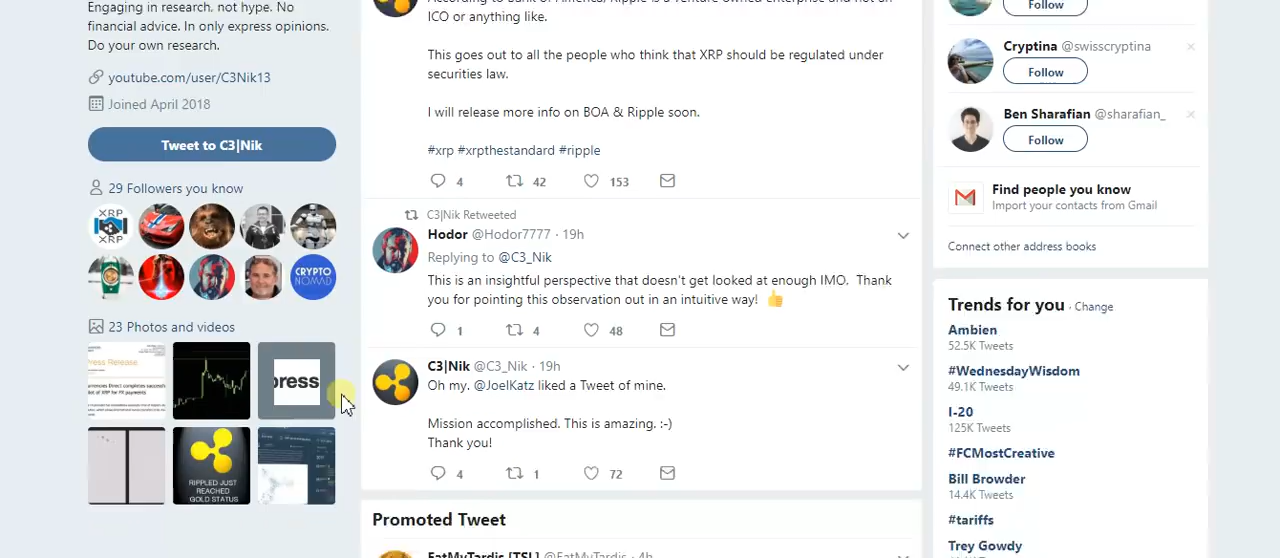 Engaging in research, not hype. No
financial advice. In only express opinions.
Do your own research.
youtube.com/user/C3Nik13
Joined April 2018
Tweet to C3|Nik
29 Followers you know
XRP
XRP
CRYPTO
NOMAD
23 Photos and videos
Press Release
press
RIPPLED JUST
REACHED
GOLD STATUS
According to Bank of America, Ripple is a venture owned enterprise and not an
ICO or anything like.
This goes out to all the people who think that XRP should be regulated under
securities law.
I will release more info on BOA & Ripple soon.
#xrp #xrpthestandard #ripple
4 42 153
C3|Nik Retweeted
Hodor @Hodor7777 · 19h
Replying to @C3_Nik
This is an insightful perspective that doesn't get looked at enough IMO. Thank
you for pointing this observation out in an intuitive way! 👍
1 4 48
C3|Nik @C3_Nik · 19h
Oh my. @JoelKatz liked a Tweet of mine.
Mission accomplished. This is amazing. :-)
Thank you!
4 1 72
Promoted Tweet
EatMyTardis [TSL] @EatMyTardis · 4h
Follow
Cryptina @swisscryptina
Follow
Ben Sharafian @sharafian_
Follow
Find people you know
Import your contacts from Gmail
Connect other address books
Trends for you · Change
Ambien
52.5K Tweets
#WednesdayWisdom
49.1K Tweets
I-20
125K Tweets
#FCMostCreative
Bill Browder
14.4K Tweets
#tariffs
Trey Gowdy